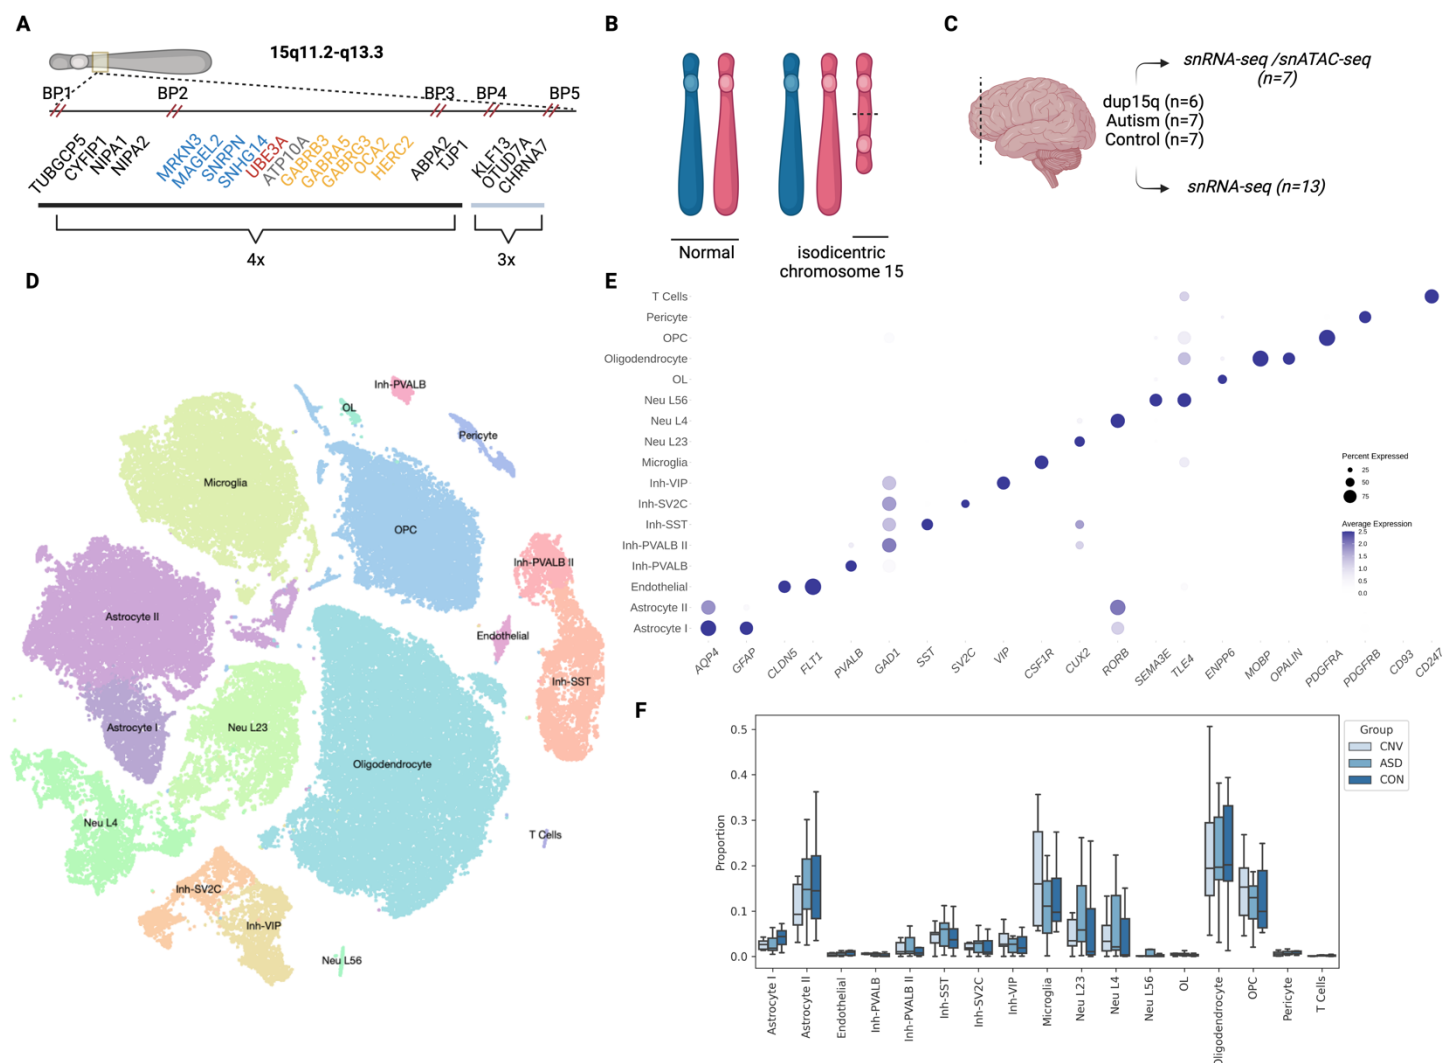 A
15q11.2-q13.3
BP1
BP2
BP3
BP4
BP5
TUBGCP5
CYFIP1
NIPA1
NIPA2
MRKN3
MAGEL2
SNRPN
SNHG14
UBE3A
ATP10A
GABRB3
GABRA5
GABRG3
OCA2
HERC2
ABPA2
TJP1
KLF13
OTUD7A
CHRNA7
4x
3x
B
Normal
isodicentric
chromosome 15
C
snRNA-seq /snATAC-seq
(n=7)
dup15q (n=6)
Autism (n=7)
Control (n=7)
snRNA-seq (n=13)
D
Inh-PVALB
OL
Pericyte
Microglia
OPC
Inh-PVALB II
Astrocyte II
Endothelial
Inh-SST
Astrocyte I
Neu L23
Oligodendrocyte
Neu L4
T Cells
Inh-SV2C
Inh-VIP
Neu L56
E
T Cells
Pericyte
OPC
Oligodendrocyte
OL
Neu L56
Neu L4
Neu L23
Microglia
Inh-VIP
Inh-SV2C
Inh-SST
Inh-PVALB II
Inh-PVALB
Endothelial
Astrocyte II
Astrocyte I
AQP4
GFAP
CLDN5
FLT1
PVALB
GAD1
SST
SV2C
VIP
CSF1R
CUX2
RORB
SEMA3E
TLE4
ENPP6
MOBP
OPALIN
PDGFRA
PDGFRB
CD93
CD247
Percent Expressed
25
50
75
Average Expression
2.5
2.0
1.5
1.0
0.5
0.0
F
Proportion
0.5
0.4
0.3
0.2
0.1
0.0
Astrocyte I
Astrocyte II
Endothelial
Inh-PVALB
Inh-PVALB II
Inh-SST
Inh-SV2C
Inh-VIP
Microglia
Neu L23
Neu L4
Neu L56
OL
Oligodendrocyte
OPC
Pericyte
T Cells
Group
CNV
ASD
CON